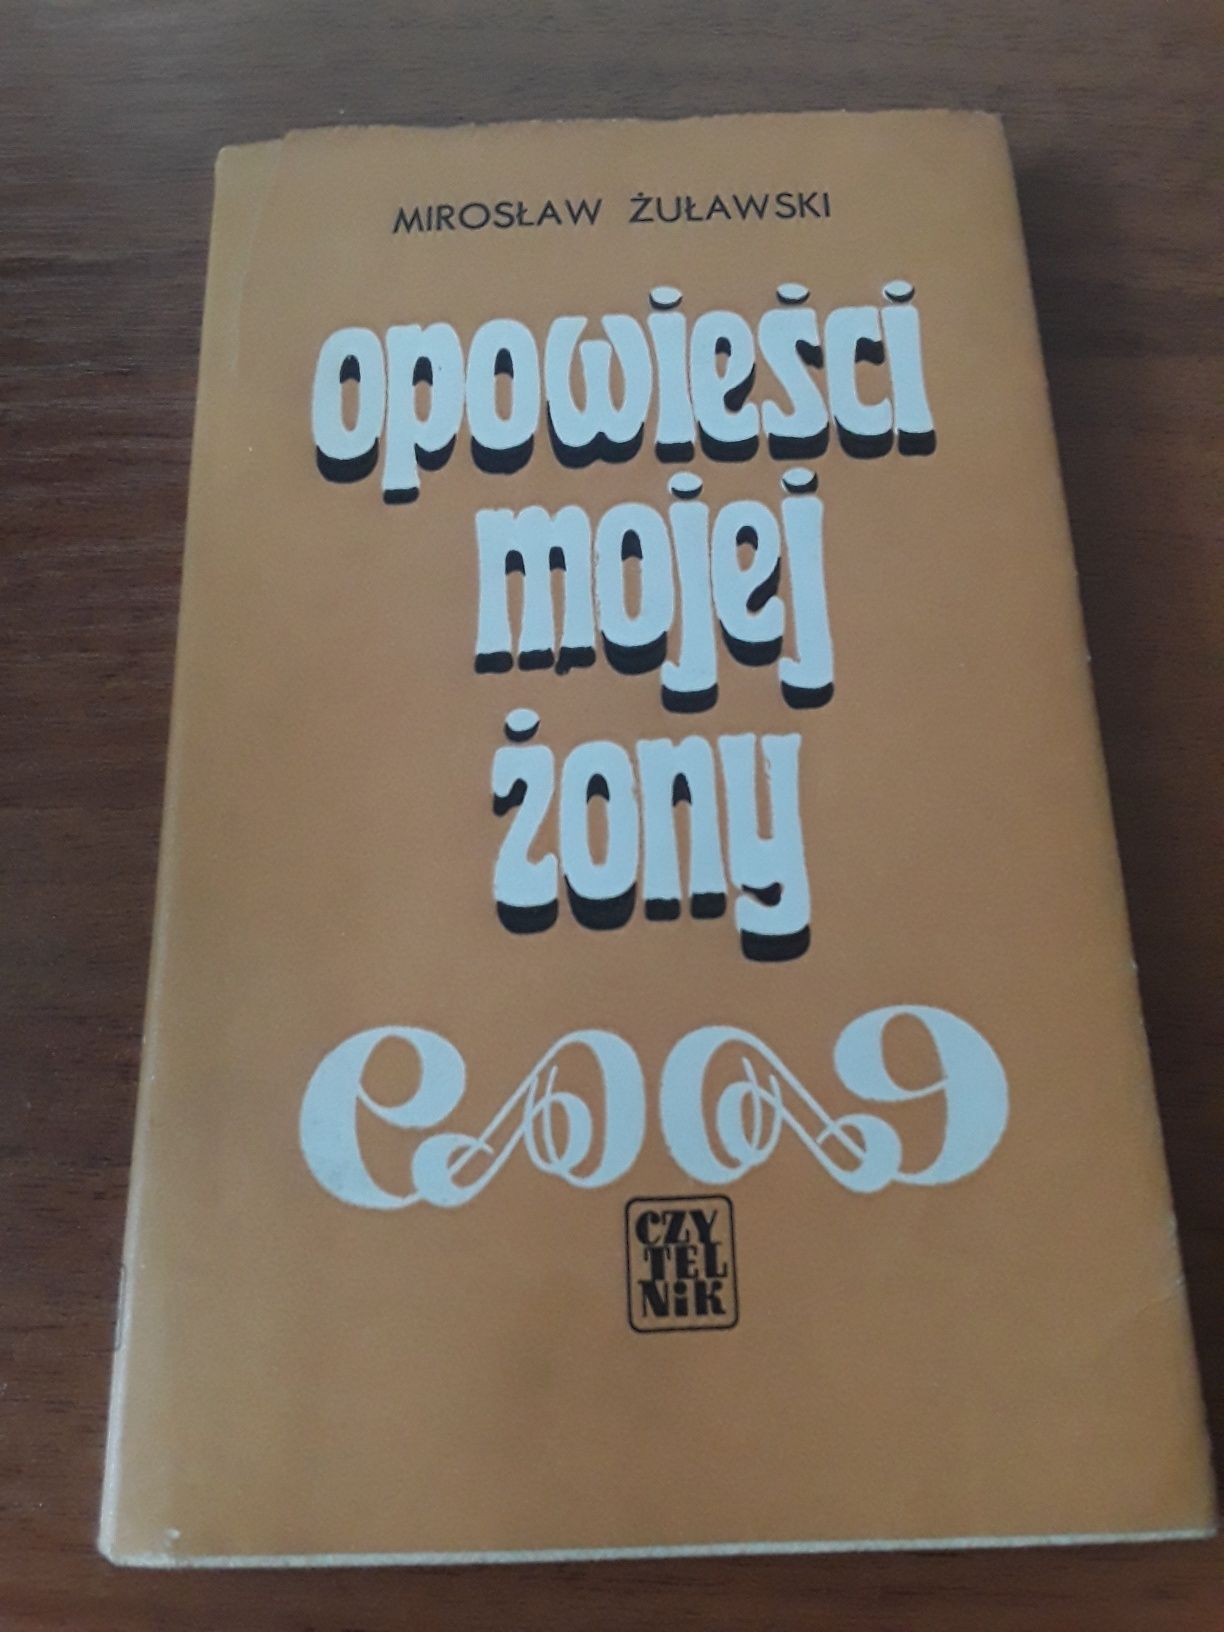 MIROSŁAW ŻUŁAWSKI
opowieści
mojej
żony
CZY
TEL
NiK